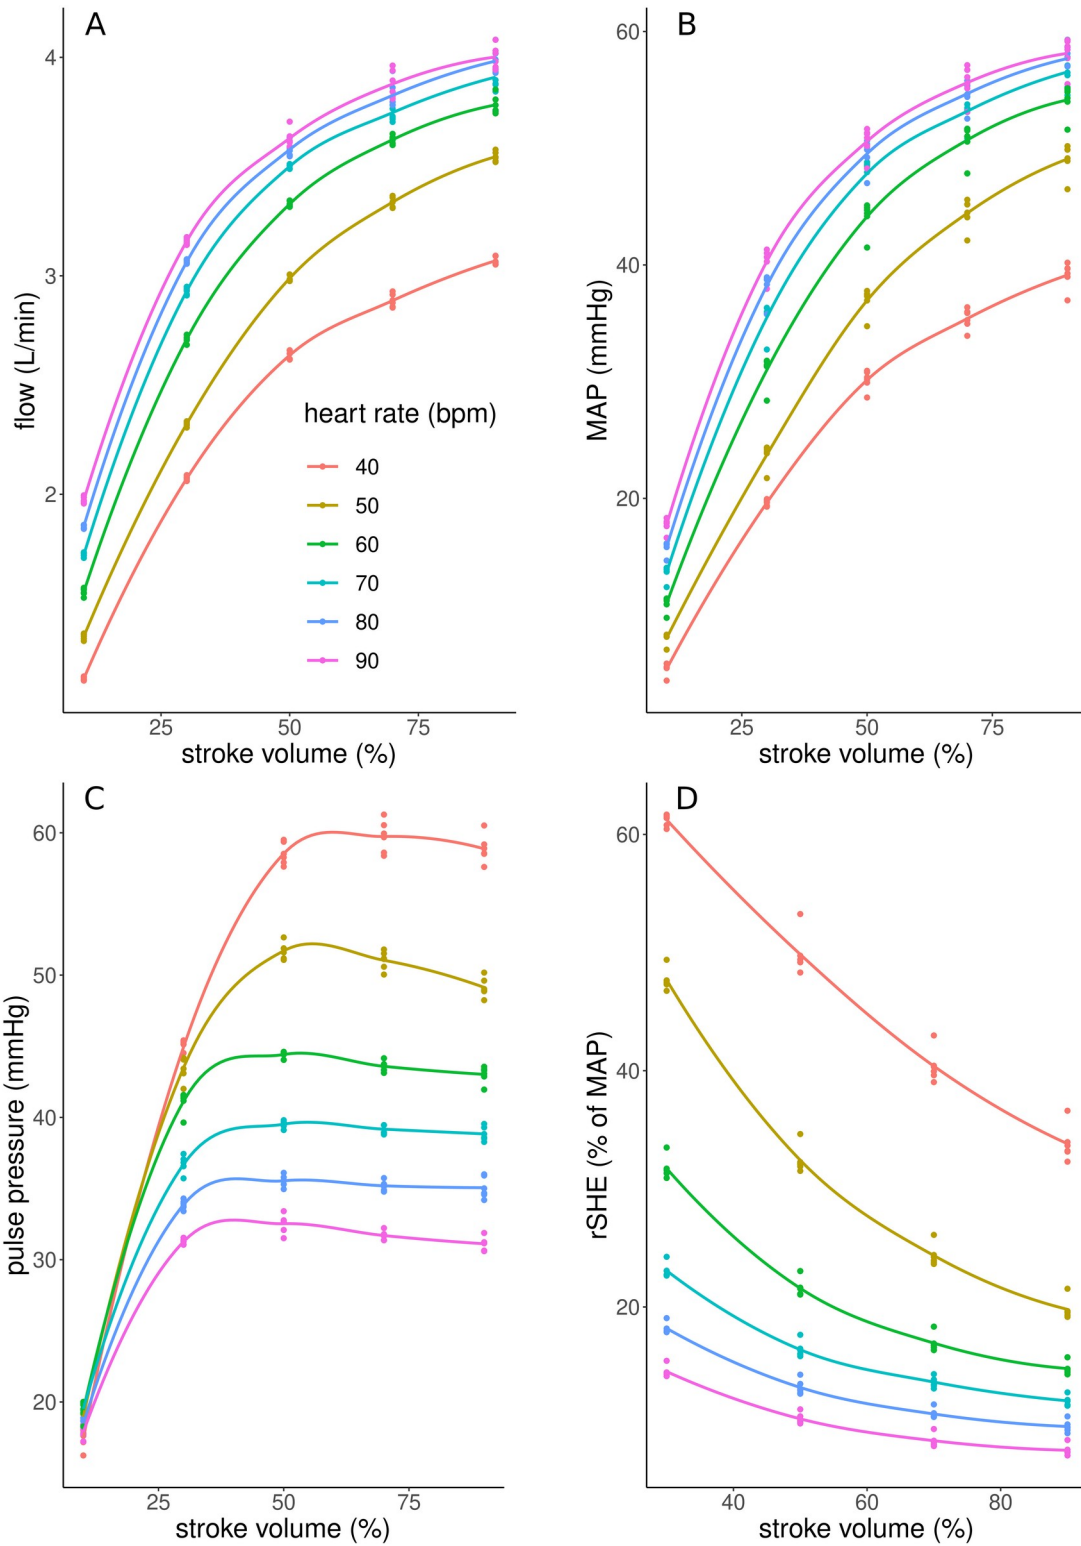 A
4
3
2
flow (L/min)
heart rate (bpm)
40
50
60
70
80
90
25 50 75
stroke volume (%)
B
60
40
20
MAP (mmHg)
25 50 75
stroke volume (%)
C
60
50
40
30
20
pulse pressure (mmHg)
25 50 75
stroke volume (%)
D
60
40
20
rSHE (% of MAP)
40 60 80
stroke volume (%)